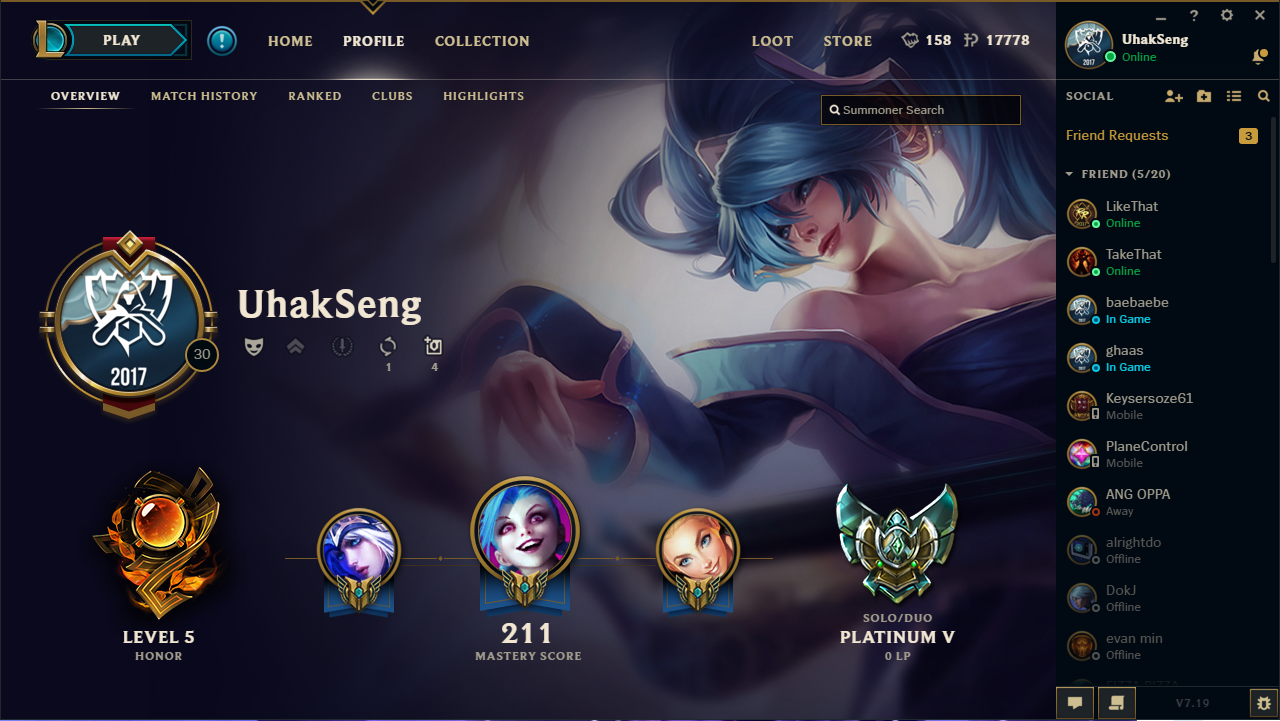 PLAY
HOME
PROFILE
COLLECTION
LOOT
STORE
158
17778
?
UhakSeng
Online
2017
OVERVIEW
MATCH HISTORY
RANKED
CLUBS
HIGHLIGHTS
Summoner Search
SOCIAL
Friend Requests
3
FRIEND (5/20)
LikeThat
Online
TakeThat
Online
baebaebe
In Game
ghaas
In Game
Keysersoze61
Mobile
PlaneControl
Mobile
ANG OPPA
Away
alrightdo
Offline
DokJ
Offline
evan min
Offline
UhakSeng
30
2017
1
4
LEVEL 5
HONOR
211
MASTERY SCORE
SOLO/DUO
PLATINUM V
0 LP
V7.19